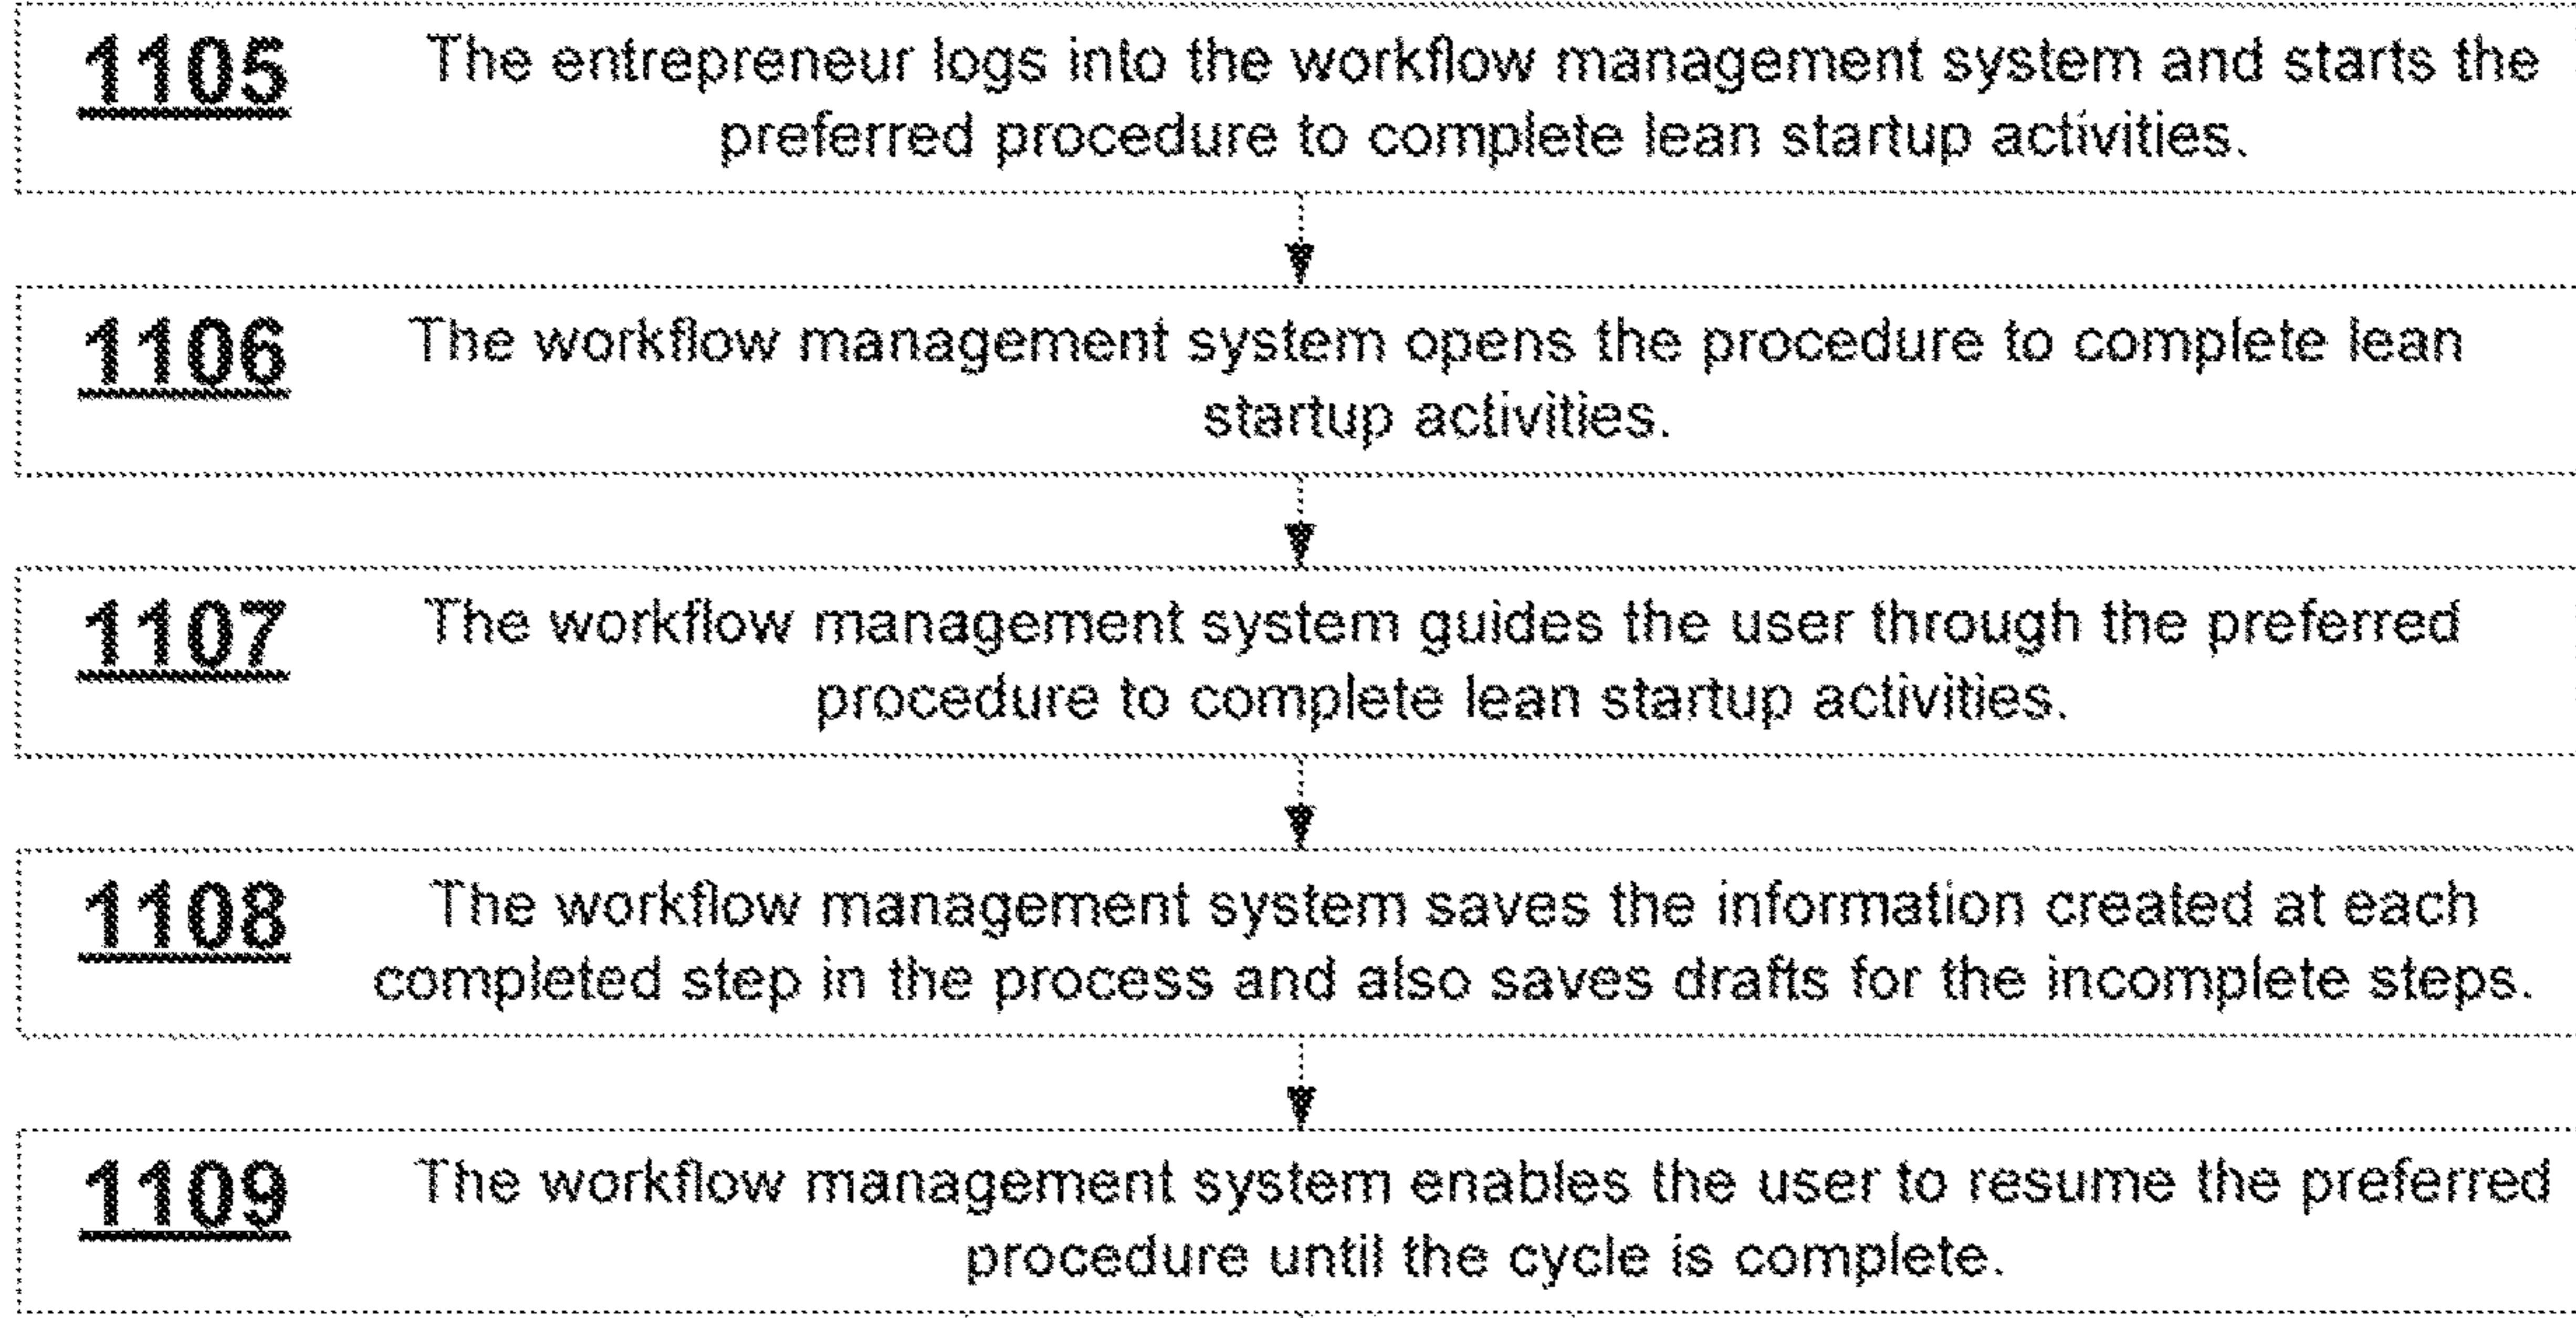 1105 The entrepreneur logs into the workflow management system and starts the
preferred procedure to complete lean startup activities.
1106 The workflow management system opens the procedure to complete lean
startup activities.
1107 The workflow management system guides the user through the preferred
procedure to complete lean startup activities.
1108 The workflow management system saves the information created at each
completed step in the process and also saves drafts for the incomplete steps.
1109 The workflow management system enables the user to resume the preferred
procedure until the cycle is complete.